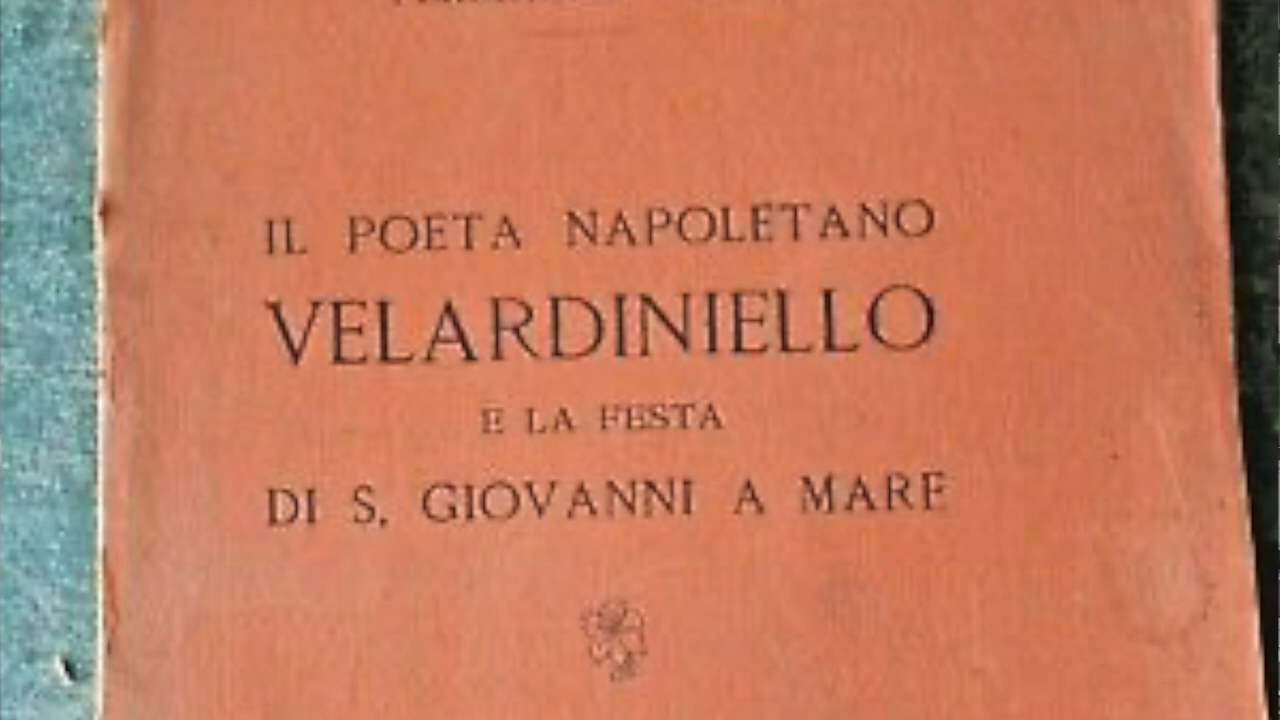 IL POETA NAPOLETANO
VELARDINIELLO
E LA FESTA
DI S. GIOVANNI A MARE